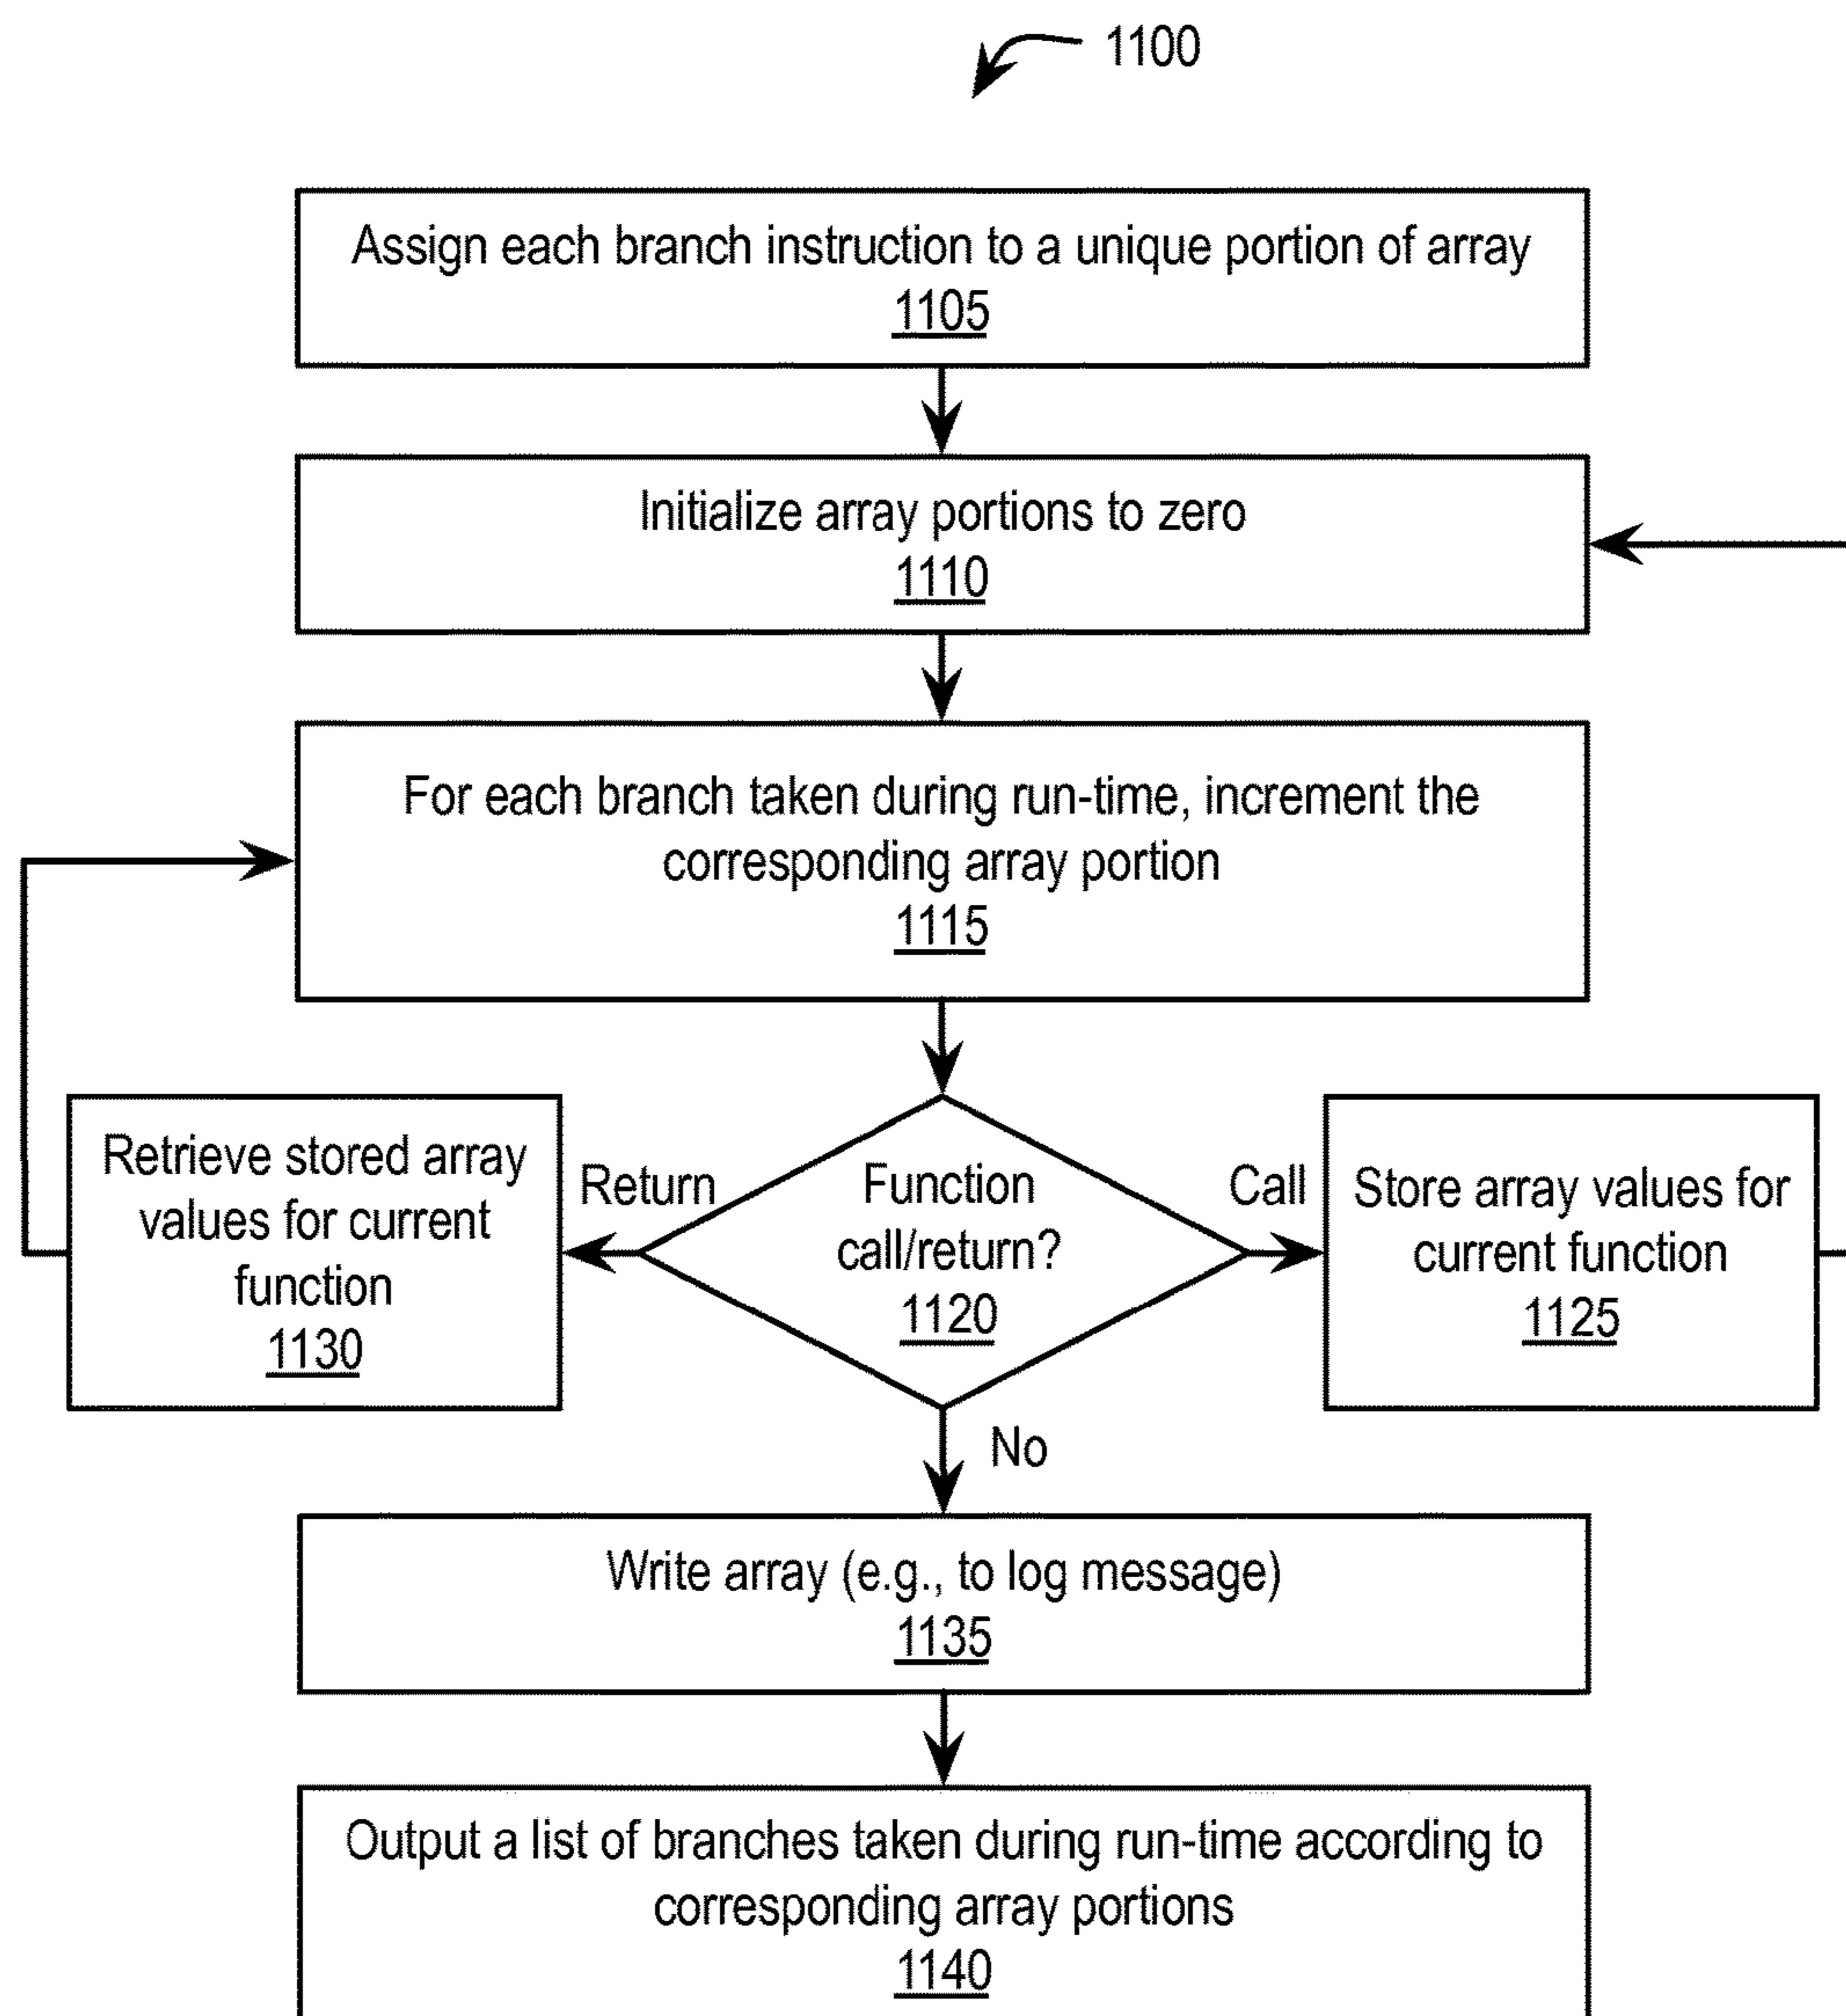 1100
Assign each branch instruction to a unique portion of array
1105
Initialize array portions to zero
1110
For each branch taken during run-time, increment the
corresponding array portion
1115
Retrieve stored array
values for current
function
1130
Return
Function
call/return?
1120
Call
Store array values for
current function
1125
No
Write array (e.g., to log message)
1135
Output a list of branches taken during run-time according to
corresponding array portions
1140